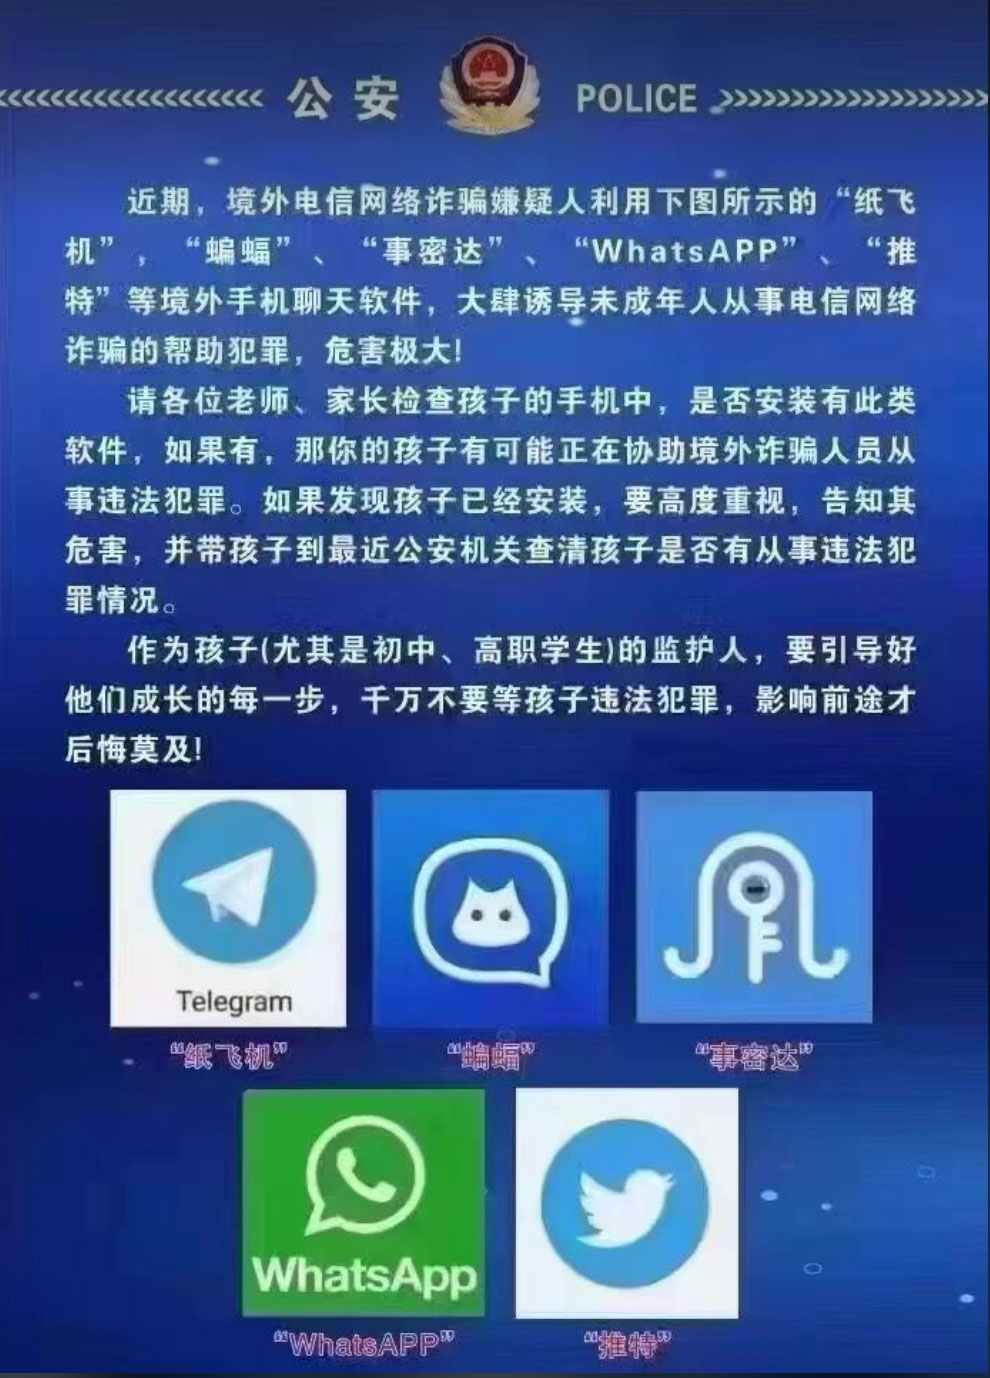 公安 POLICE
近期，境外电信网络诈骗嫌疑人利用下图所示的“纸飞
机”，“蝙蝠”、“事密达”、“WhatsAPP”、“推
特”等境外手机聊天软件，大肆诱导未成年人从事电信网络
诈骗的帮助犯罪，危害极大!
请各位老师、家长检查孩子的手机中，是否安装有此类
软件，如果有，那你的孩子有可能正在协助境外诈骗人员从
事违法犯罪。如果发现孩子已经安装，要高度重视，告知其
危害，并带孩子到最近公安机关查清孩子是否有从事违法犯
罪情况。
作为孩子(尤其是初中、高职学生)的监护人，要引导好
他们成长的每一步，千万不要等孩子违法犯罪，影响前途才
后悔莫及!
Telegram
“纸飞机” “蝙蝠” “事密达”
WhatsApp
“WhatsAPP” “推特”